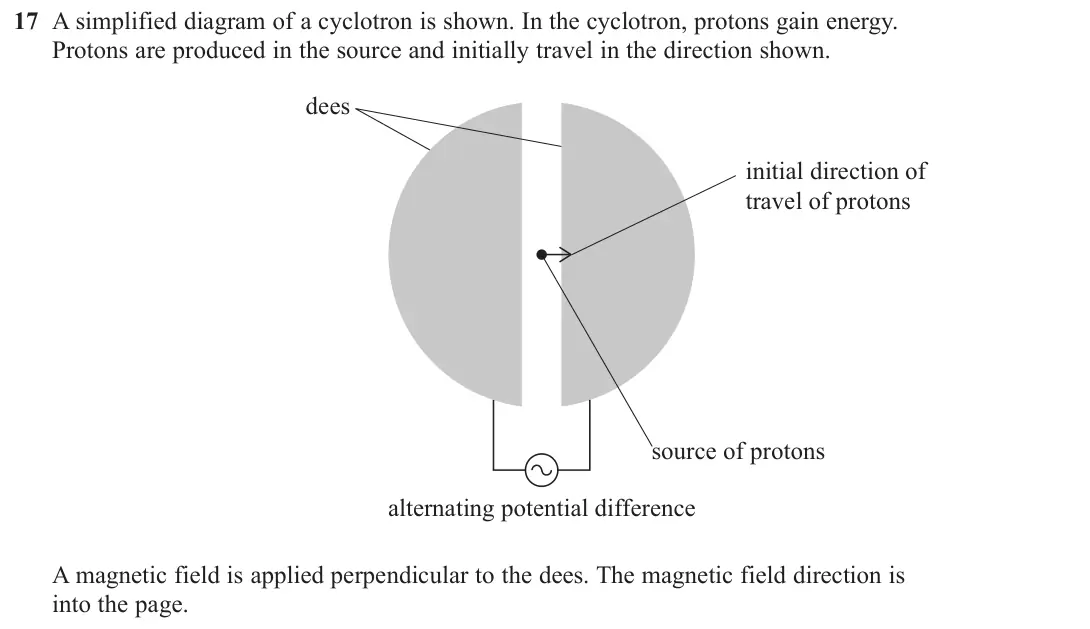 17 A simplified diagram of a cyclotron is shown. In the cyclotron, protons gain energy.
Protons are produced in the source and initially travel in the direction shown.
dees
initial direction of
travel of protons
source of protons
alternating potential difference
A magnetic field is applied perpendicular to the dees. The magnetic field direction is
into the page.